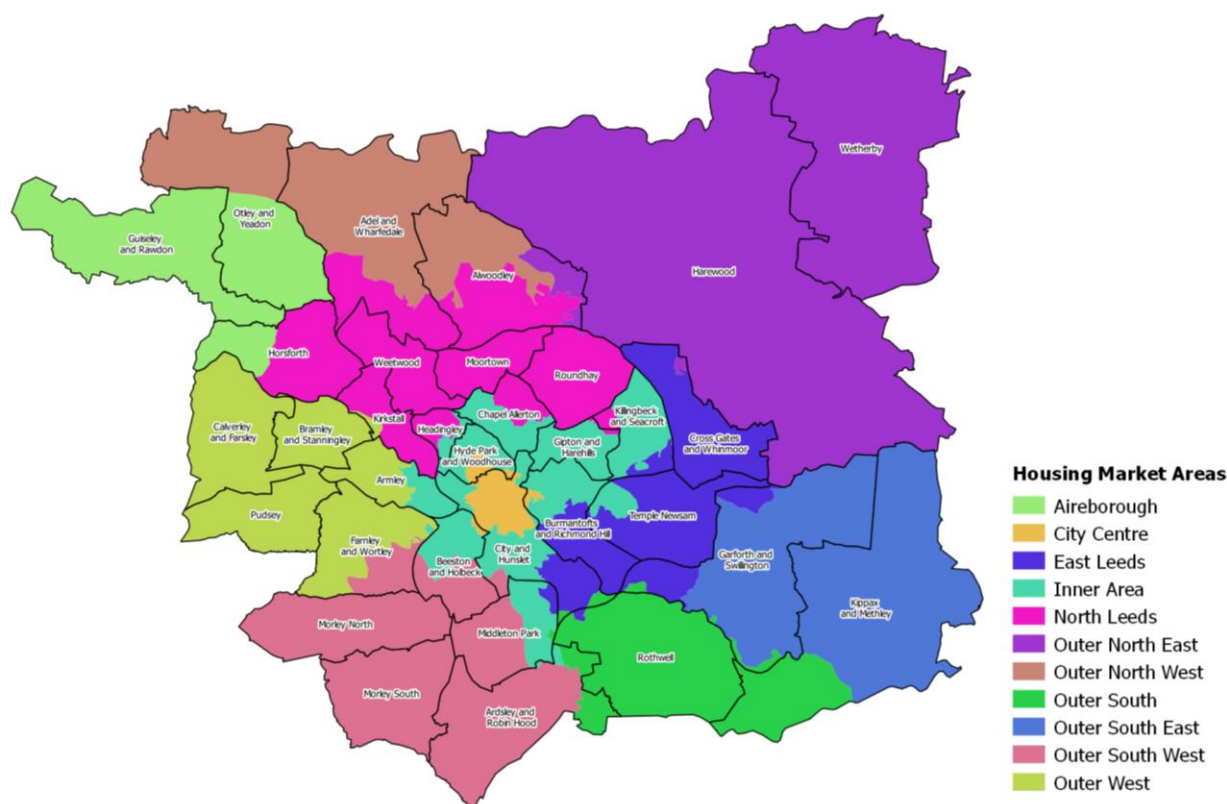 Wetherby
Otley and
Yeadon
Adel and
Wharfedale
Guiseley
and Rawdon
Harewood
Alwoodley
Horsforth
Weetwood
Moortown
Roundhay
Kirkstall
Headingley
Chapel Allerton
Killingbeck
and Seacroft
Calverley
and Farsley
Bramley
and Stanningley
Hyde Park
and Woodhouse
Gipton and
Harehills
Cross Gates
and Whinmoor
Armley
Pudsey
Farnley
and Wortley
Burmantofts
and Richmond Hill
Temple Newsam
Beeston
and Holbeck
City and
Hunslet
Garforth and
Swillington
Kippax
and Methley
Morley North
Middleton Park
Rothwell
Morley South
Ardsley and
Robin Hood
Housing Market Areas
Aireborough
City Centre
East Leeds
Inner Area
North Leeds
Outer North East
Outer North West
Outer South
Outer South East
Outer South West
Outer West